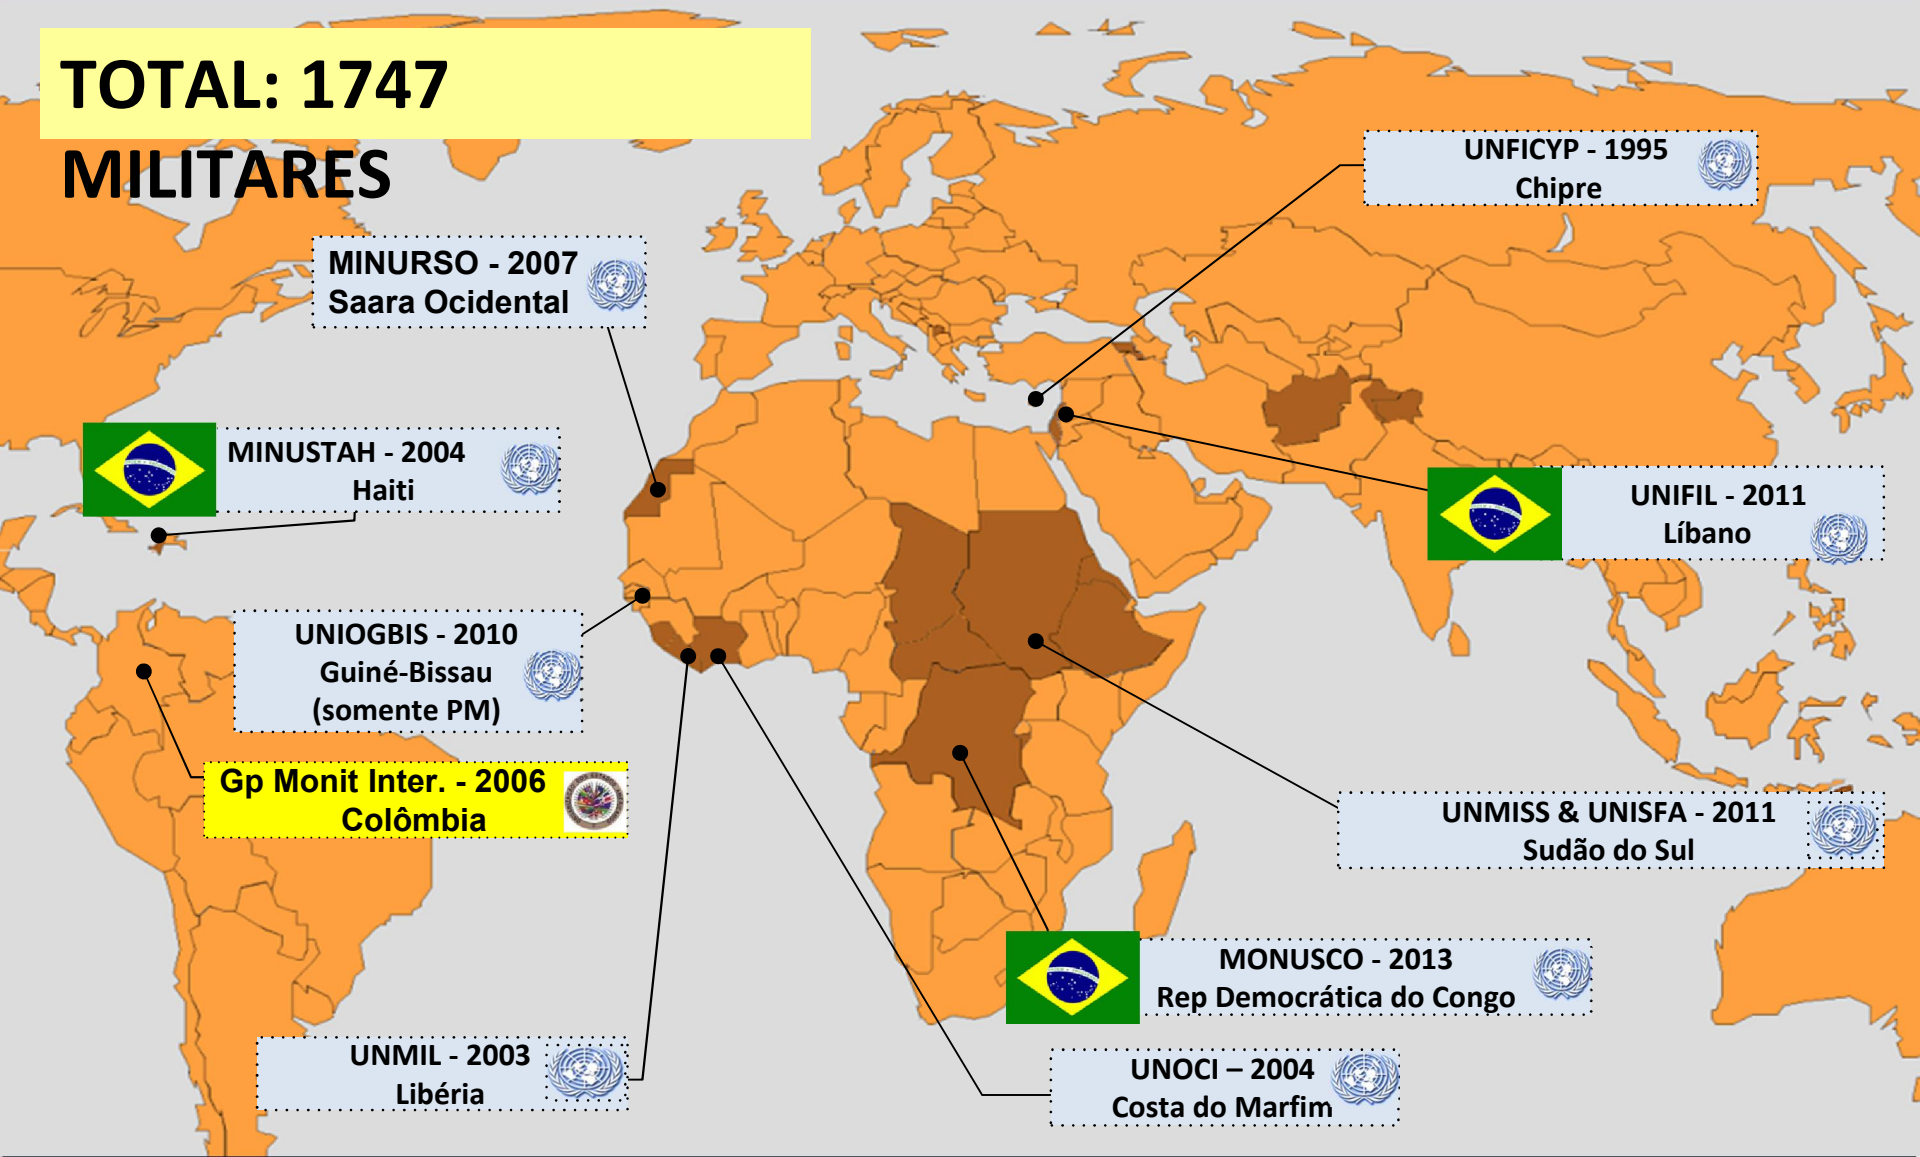 TOTAL: 1747
MILITARES
UNFICYP - 1995
Chipre
MINURSO - 2007
Saara Ocidental
MINUSTAH - 2004
Haiti
UNIFIL - 2011
Líbano
UNIOGBIS - 2010
Guiné-Bissau
(somente PM)
Gp Monit Inter. - 2006
Colômbia
UNMISS & UNISFA - 2011
Sudão do Sul
MONUSCO - 2013
Rep Democrática do Congo
UNMIL - 2003
Libéria
UNOCI – 2004
Costa do Marfim